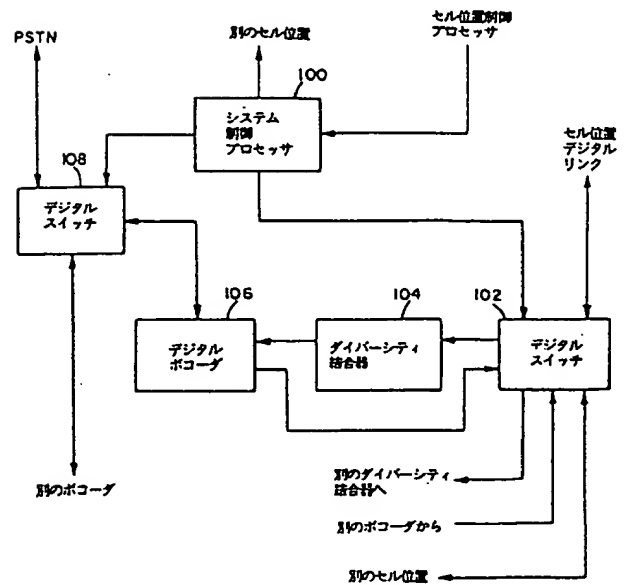 PSTN
別のセル位置
セル位置制御
プロセッサ
100
システム
制御
プロセッサ
セル位置
デジタル
リンク
108
デジタル
スイッチ
106
デジタル
ボコーダ
104
ダイバーシティ
結合器
102
デジタル
スイッチ
別のボコーダ
別のダイバーシティ
結合器へ
別のボコーダから
別のセル位置